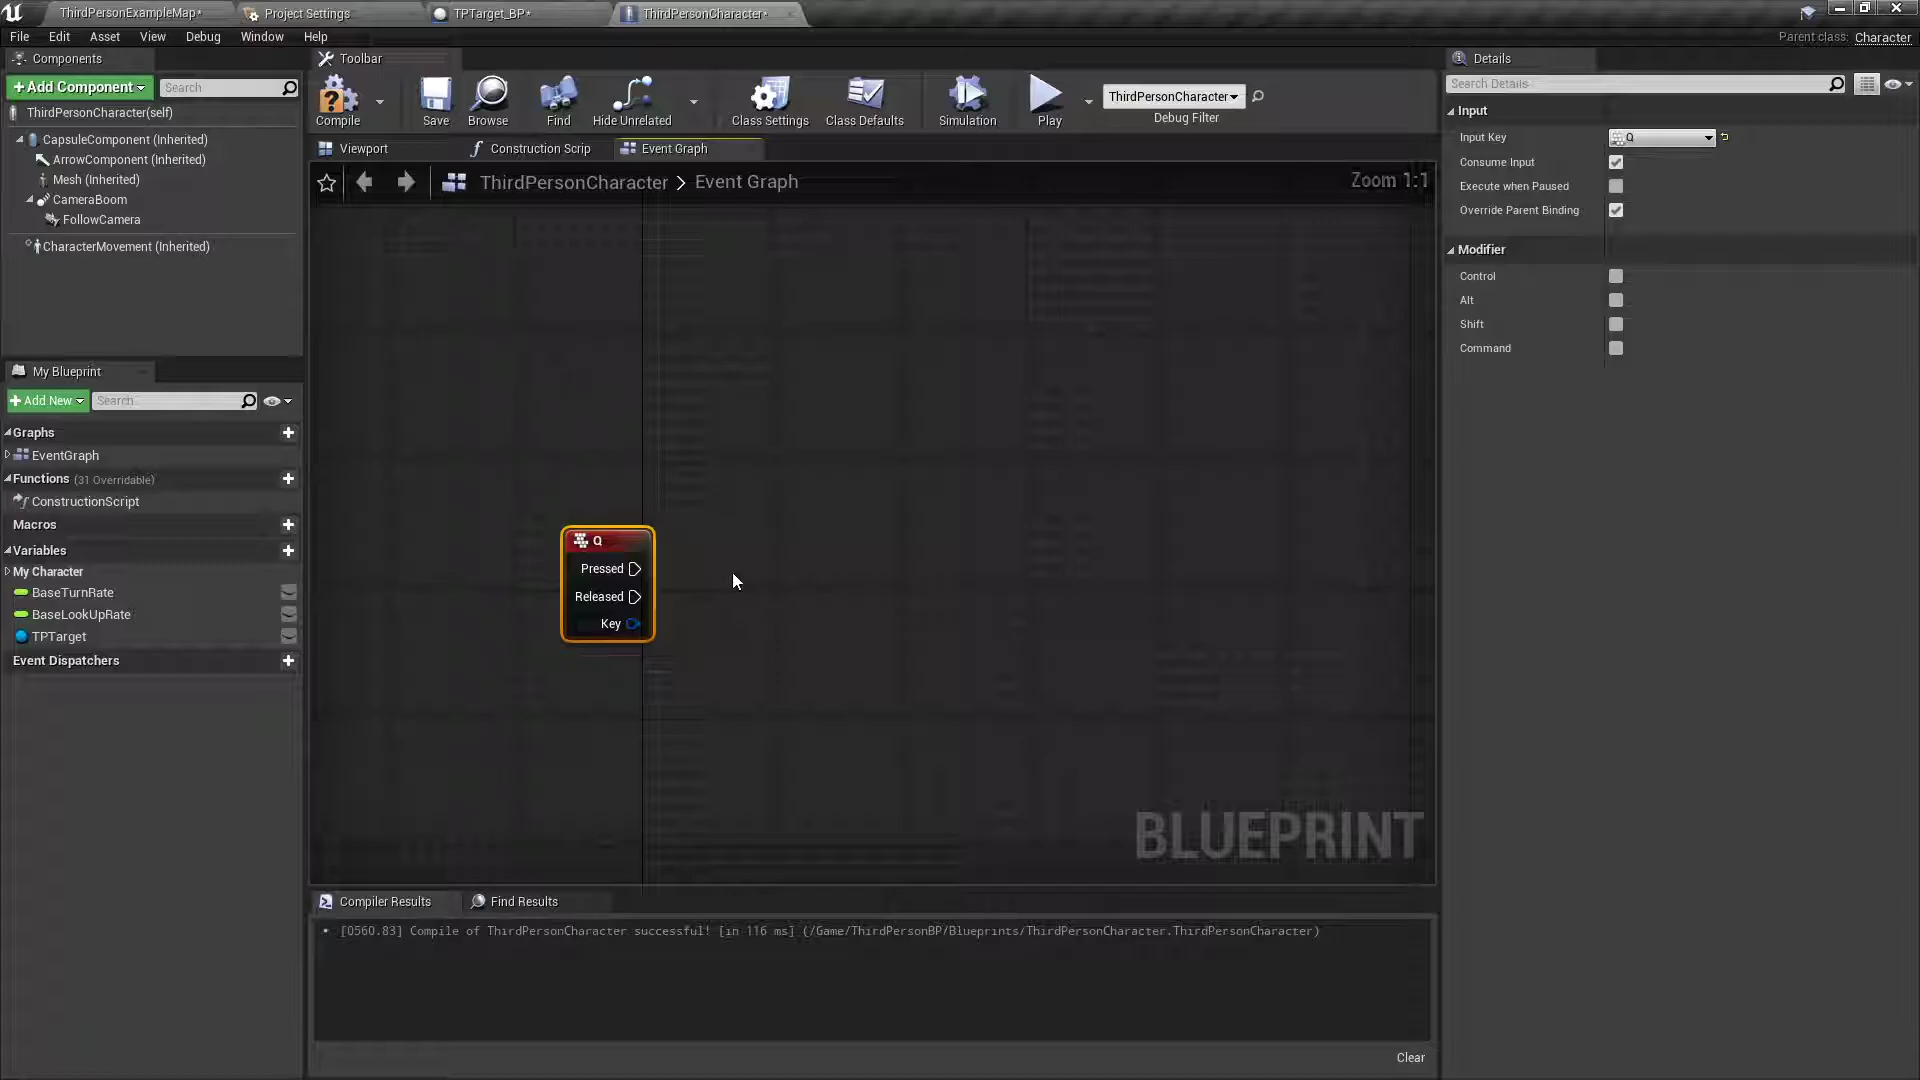 ThirdPersonExampleMap*
Project Settings
TPTarget_BP*
ThirdPersonCharacter*
File Edit Asset View Debug Window Help
Parent class: Character
Components
Toolbar
Details
+Add Component
Search
Search Details
ThirdPersonCharacter(self)
CapsuleComponent (Inherited)
ArrowComponent (Inherited)
Mesh (Inherited)
CameraBoom
FollowCamera
CharacterMovement (Inherited)
Compile
Save
Browse
Find
Hide Unrelated
Class Settings
Class Defaults
Simulation
Play
ThirdPersonCharacter
Debug Filter
Viewport
Construction Scrip
Event Graph
ThirdPersonCharacter > Event Graph
Zoom 1:1
Input
Input Key
Q
Consume Input
Execute when Paused
Override Parent Binding
Modifier
Control
Alt
Shift
Command
My Blueprint
+Add New
Search
Graphs
EventGraph
Functions (31 Overridable)
ConstructionScript
Macros
Variables
My Character
BaseTurnRate
BaseLookUpRate
TPTarget
Event Dispatchers
Q
Pressed
Released
Key
BLUEPRINT
Compiler Results
Find Results
[0560.83] Compile of ThirdPersonCharacter successful! [in 116 ms] (/Game/ThirdPersonBP/Blueprints/ThirdPersonCharacter.ThirdPersonCharacter)
Clear